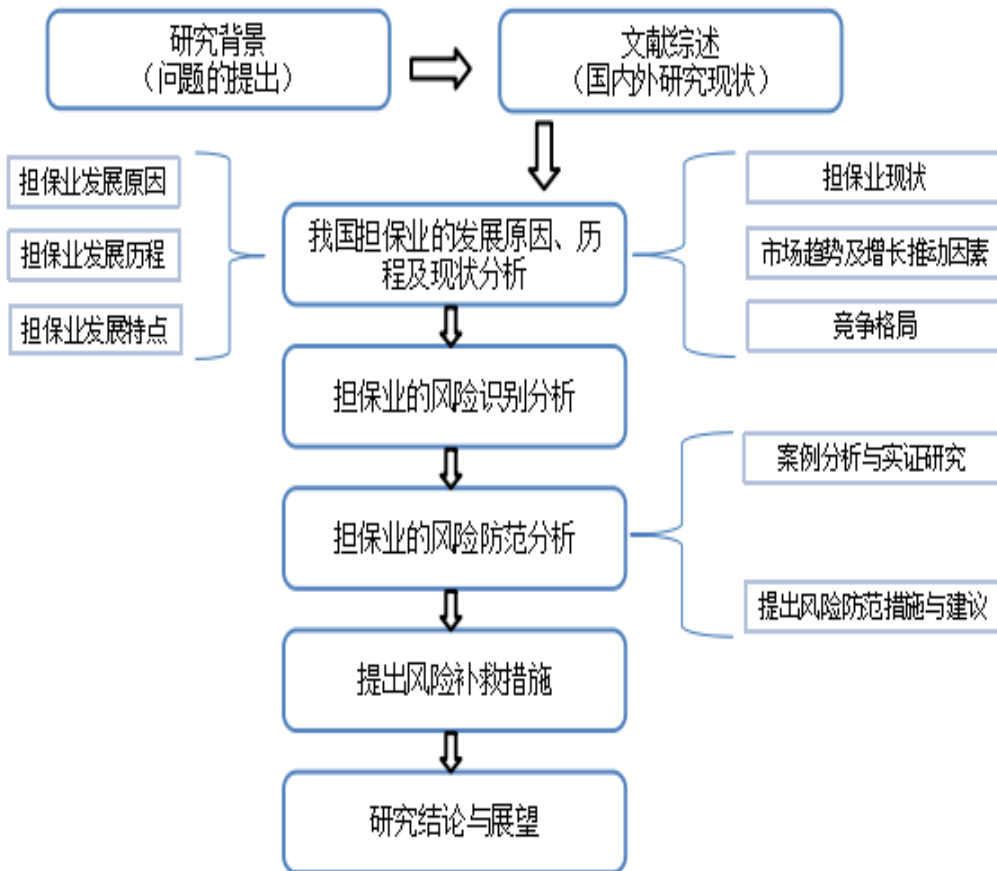 研究背景
（问题的提出）
文献综述
（国内外研究现状）
担保业发展原因
担保业发展历程
担保业发展特点
我国担保业的发展原因、历
程及现状分析
担保业现状
市场趋势及增长推动因素
竞争格局
担保业的风险识别分析
担保业的风险防范分析
案例分析与实证研究
提出风险防范措施与建议
提出风险补救措施
研究结论与展望